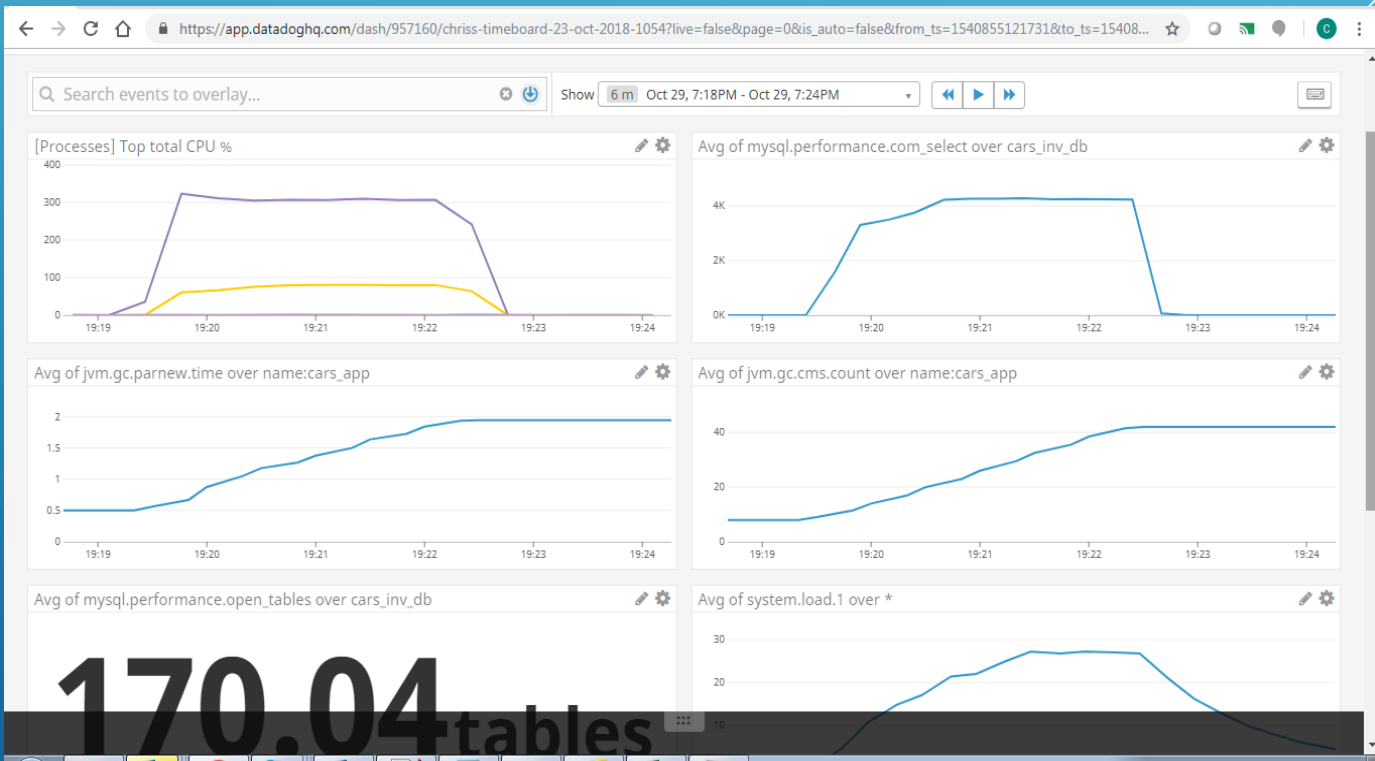 https://app.datadoghq.com/dash/957160/chriss-timeboard-23-oct-2018-1054?live=false&page=0&is_auto=false&from_ts=1540855121731&to_ts=15408...
C
Search events to overlay...
Show 6 m Oct 29, 7:18PM - Oct 29, 7:24PM
[Processes] Top total CPU %
400
300
200
100
0
19:19 19:20 19:21 19:22 19:23 19:24
Avg of mysql.performance.com_select over cars_inv_db
4K
2K
0K
19:19 19:20 19:21 19:22 19:23 19:24
Avg of jvm.gc.parnew.time over name:cars_app
2
1.5
1
0.5
0
19:19 19:20 19:21 19:22 19:23 19:24
Avg of jvm.gc.cms.count over name:cars_app
40
20
0
19:19 19:20 19:21 19:22 19:23 19:24
Avg of mysql.performance.open_tables over cars_inv_db
170.04 tables
Avg of system.load.1 over *
30
20
10